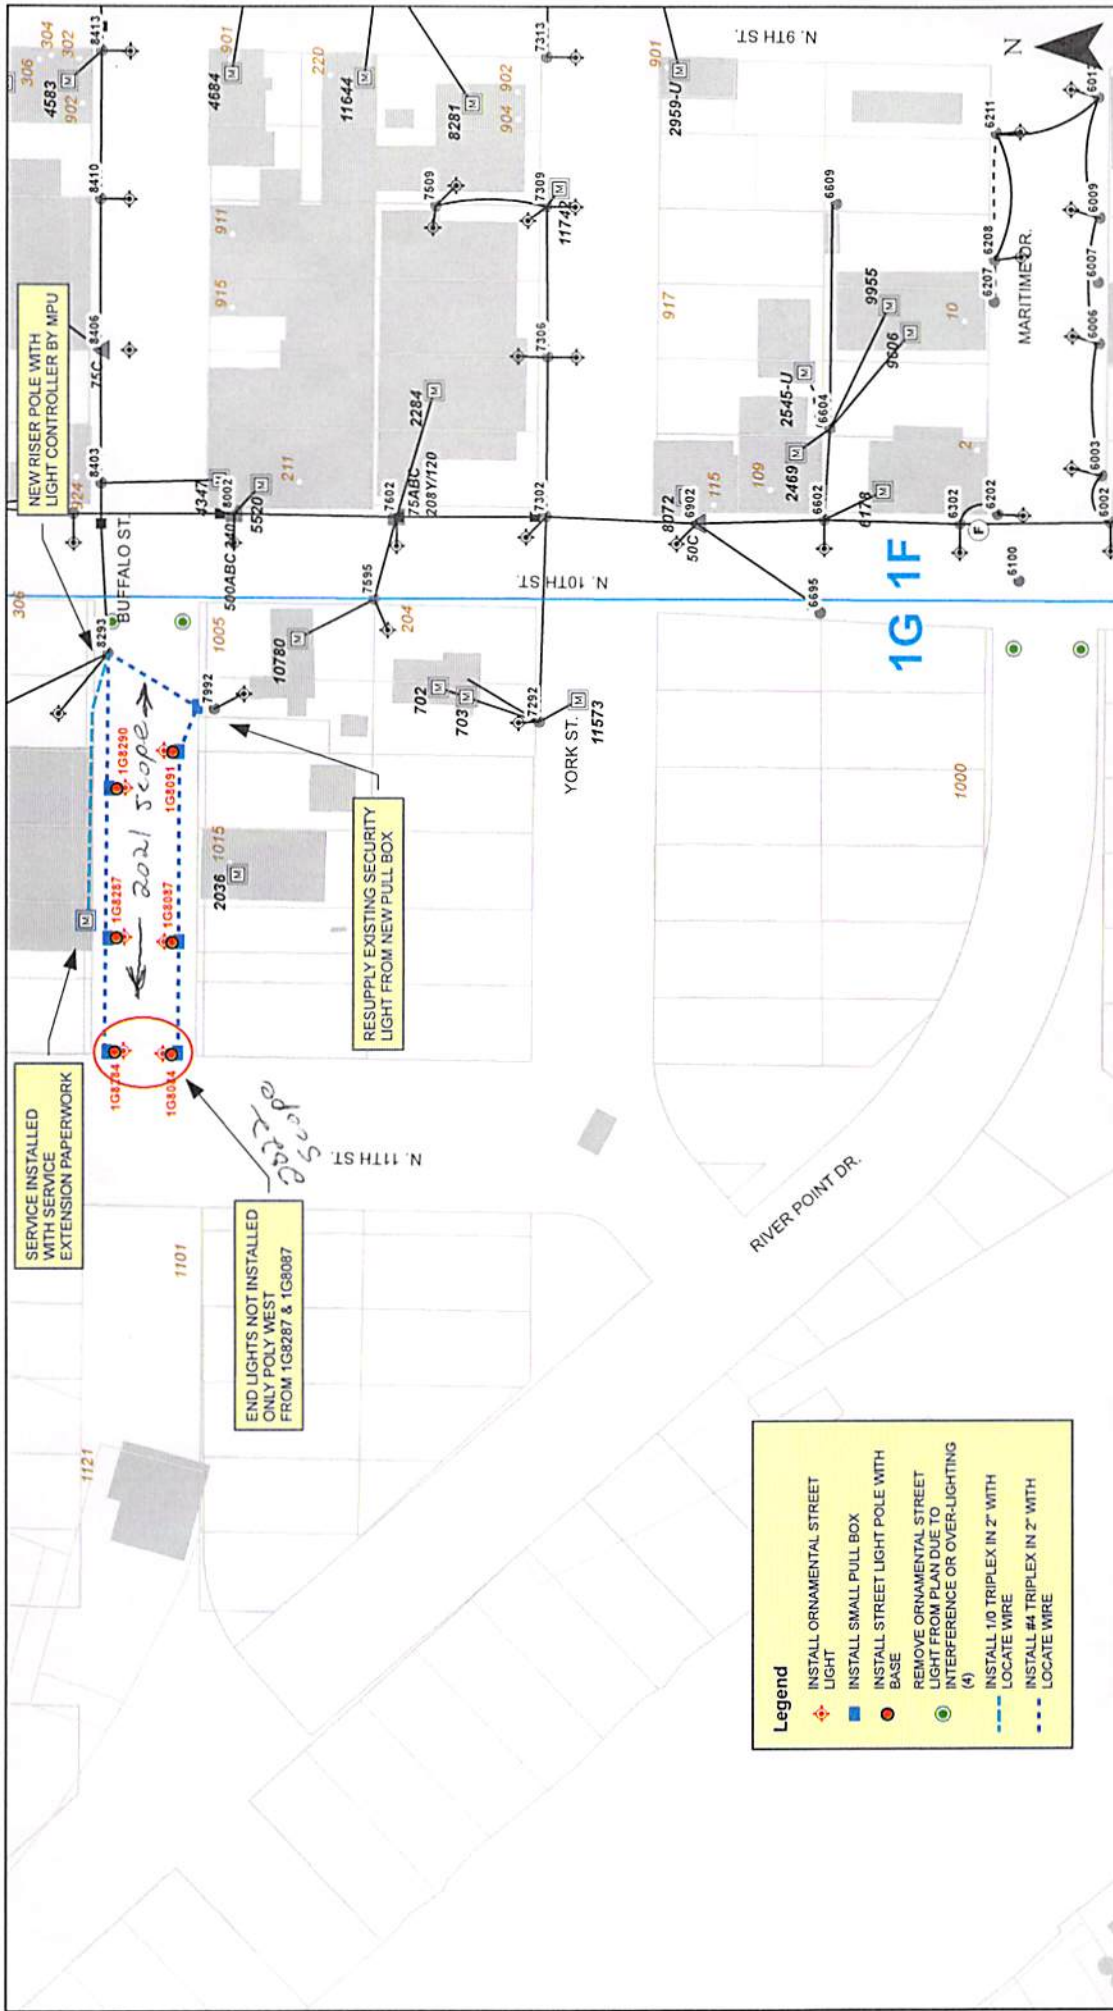 NEW RISER POLE WITH
LIGHT CONTROLLER BY MPU
SERVICE INSTALLED
WITH SERVICE
EXTENSION PAPERWORK
END LIGHTS NOT INSTALLED
ONLY POLY WEST
FROM 1G8287 & 1G8087
RESUPPLY EXISTING SECURITY
LIGHT FROM NEW PULL BOX
2021 scope
2022
Scope
1G8284
1G8084
1G8287
1G8087
1G8290
1G8091
BUFFALO ST.
N. 11TH ST.
N. 10TH ST.
N. 9TH ST.
YORK ST.
RIVER POINT DR.
MARITIME DR.
N
1G 1F
1121
1101
1015
2036
1005
306
8293
7992
10780
7595
204
702
703
7292
11573
1000
924
8403
75C
8406
8410
8413
306
304
302
4583
902
4347
8002
500ABC 240
5520
211
915
911
901
4684
220
11644
7602
75ABC
208Y/120
2284
7509
8281
902
904
7302
7306
7309
11742
7313
8072
6902
50C
115
917
901
2959-U
109
2469
2545-U
6604
6602
6178
6609
9955
9606
10
2
6695
6302
F
6202
6100
6207
6208
6211
6002
6003
6006
6007
6009
Legend
INSTALL ORNAMENTAL STREET
LIGHT
INSTALL SMALL PULL BOX
INSTALL STREET LIGHT POLE WITH
BASE
REMOVE ORNAMENTAL STREET
LIGHT FROM PLAN DUE TO
INTERFERENCE OR OVER-LIGHTING
(4)
INSTALL 1/0 TRIPLEX IN 2" WITH
LOCATE WIRE
INSTALL #4 TRIPLEX IN 2" WITH
LOCATE WIRE